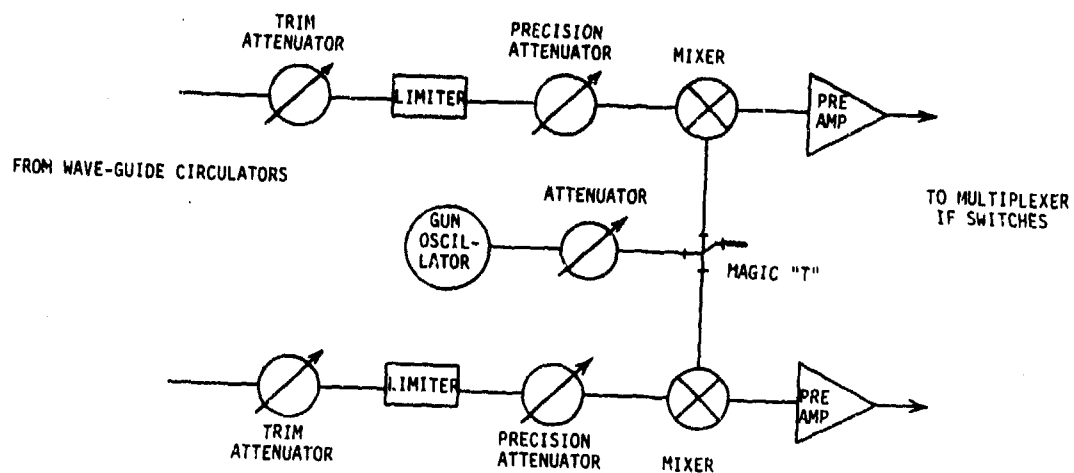 TRIM
ATTENUATOR
PRECISION
ATTENUATOR
MIXER
LIMITER
PRE
AMP
FROM WAVE-GUIDE CIRCULATORS
ATTENUATOR
TO MULTIPLEXER
IF SWITCHES
GUN
OSCIL-
LATOR
MAGIC "T"
LIMITER
PRE
AMP
TRIM
ATTENUATOR
PRECISION
ATTENUATOR
MIXER